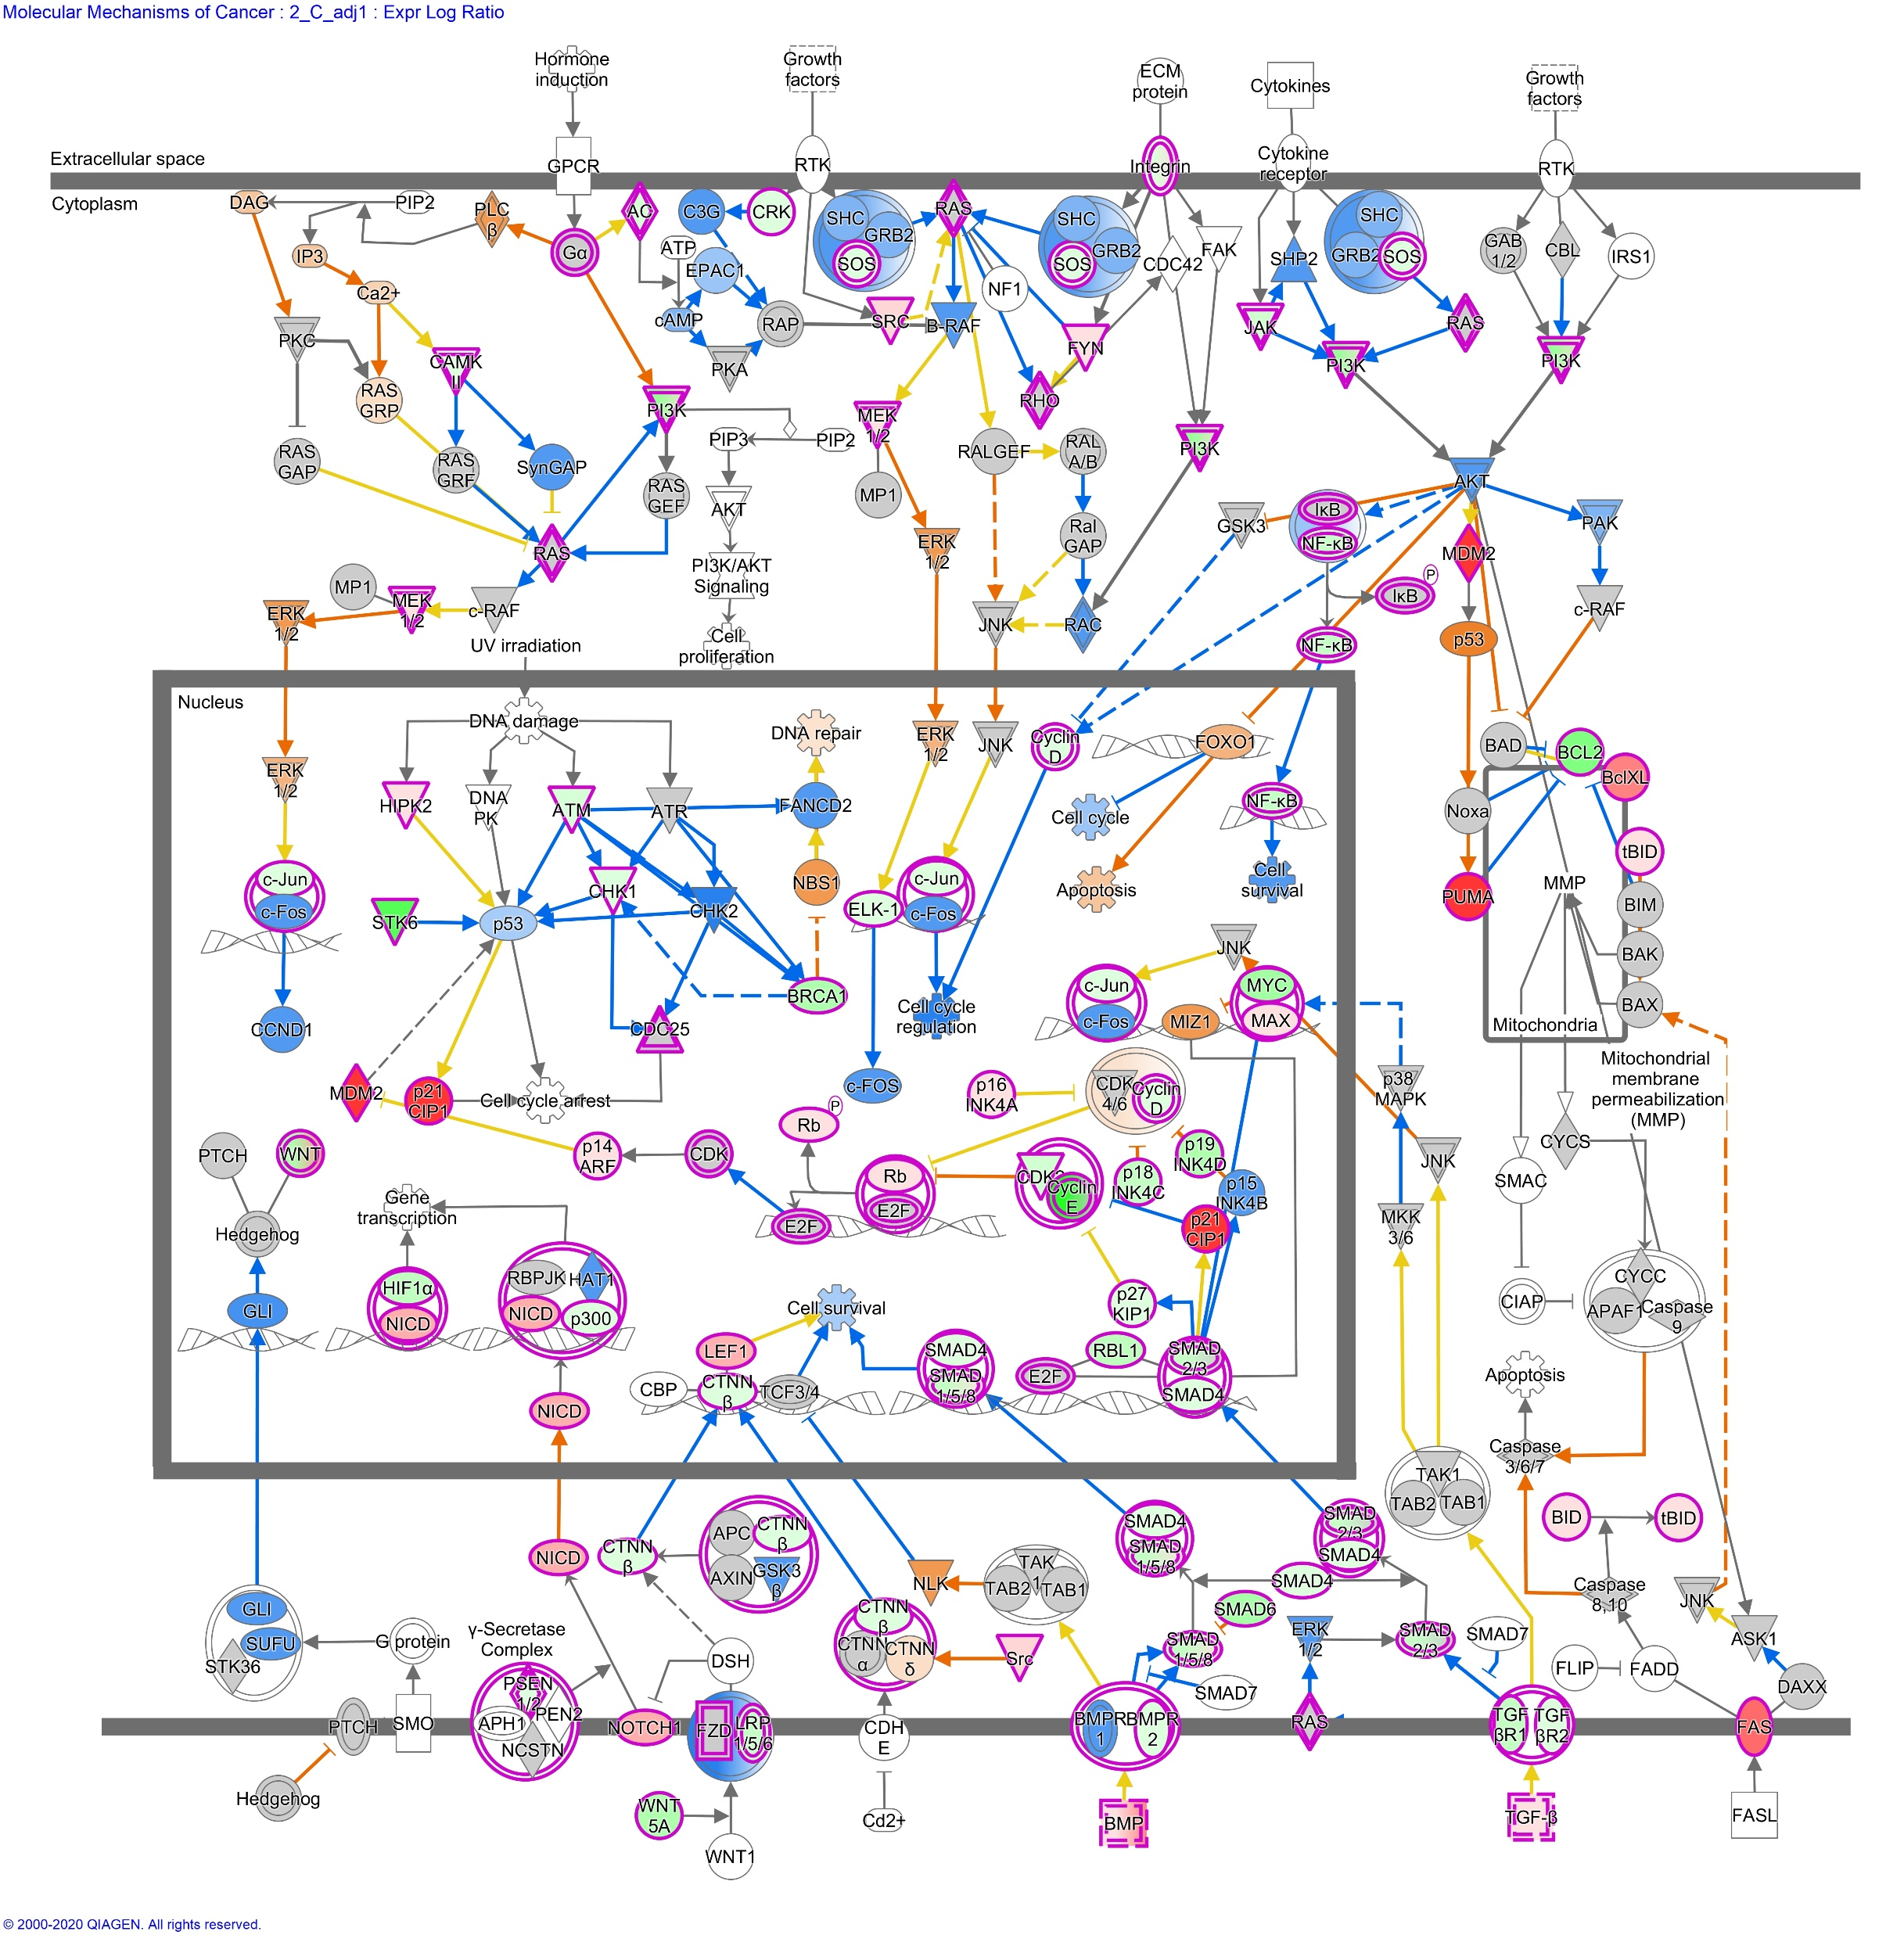 Molecular Mechanisms of Cancer : 2_C_adj1 : Expr Log Ratio
Hormone
induction
Growth
factors
ECM
protein
Cytokines
Growth
factors
Extracellular space
GPCR
RTK
Integrin
Cytokine
receptor
RTK
Cytoplasm
DAG
PIP2
PLC
β
Gα
AC
C3G
CRK
SHC
GRB2
SOS
RAS
SHC
GRB2
SOS
CDC42
FAK
SHP2
SHC
GRB2
SOS
GAB
1/2
CBL
IRS1
IP3
Ca2+
ATP
EPAC1
cAMP
RAP
SRC
B-RAF
NF1
FYN
JAK
RAS
PI3K
PI3K
PKC
CAMK
II
PKA
RAS
GRP
PI3K
RHO
MEK
1/2
PIP3
PIP2
RALGEF
RAL
A/B
PI3K
RAS
GAP
RAS
GRF
SynGAP
RAS
GEF
AKT
MP1
AKT
GSK3
IκB
NF-κB
PAK
ERK
1/2
Ral
GAP
MDM2
RAS
PI3K/AKT
Signaling
P
IκB
c-RAF
MP1
MEK
1/2
c-RAF
ERK
1/2
JNK
RAC
p53
UV irradiation
Cell
proliferation
NF-κB
Nucleus
DNA damage
DNA repair
ERK
1/2
JNK
Cyclin
D
FOXO1
BAD
BCL2
BclXL
ERK
1/2
HIPK2
DNA
PK
ATM
ATR
FANCD2
Cell cycle
NF-κB
Noxa
tBID
c-Jun
c-Fos
STK6
CHK1
CHK2
NBS1
c-Jun
c-Fos
ELK-1
Apoptosis
Cell
survival
PUMA
MMP
BIM
p53
JNK
BAK
BRCA1
c-Jun
c-Fos
MIZ1
MYC
MAX
BAX
CCND1
CDC25
Cell cycle
regulation
Mitochondria
Mitochondrial
membrane
permeabilization
(MMP)
MDM2
p21
CIP1
Cell cycle arrest
c-FOS
p16
INK4A
CDK
4/6
Cyclin
D
p38
MAPK
P
Rb
CYCS
PTCH
WNT
p14
ARF
CDK
Rb
E2F
CDK2
Cyclin
E
p18
INK4C
p19
INK4D
p15
INK4B
JNK
SMAC
Gene
transcription
E2F
p21
CIP1
MKK
3/6
Hedgehog
HIF1α
NICD
RBPJK
HAT1
NICD
p300
CYCC
APAF1
Caspase
9
CIAP
GLI
Cell survival
p27
KIP1
LEF1
CBP
CTNN
β
TCF3/4
SMAD4
SMAD
1/5/8
RBL1
E2F
SMAD
2/3
SMAD4
Apoptosis
NICD
Caspase
3/6/7
TAK1
TAB2
TAB1
NICD
CTNN
β
APC
CTNN
β
AXIN
GSK3
β
NLK
TAK
1
TAB2
TAB1
SMAD4
SMAD
1/5/8
SMAD
2/3
SMAD4
BID
tBID
SMAD4
Caspase
8,10
JNK
GLI
SUFU
STK36
G protein
γ-Secretase
Complex
CTNN
β
CTNN
α
CTNN
δ
Src
SMAD6
SMAD
1/5/8
ERK
1/2
SMAD
2/3
SMAD7
ASK1
DSH
SMAD7
FLIP
FADD
DAXX
PTCH
SMO
PSEN
1/2
APH1
PEN2
NCSTN
NOTCH1
FZD
LRP
1/5/6
CDH
E
BMPR
1
BMPR
2
RAS
TGF
βR1
TGF
βR2
FAS
Hedgehog
WNT
5A
Cd2+
BMP
TGF-β
FASL
WNT1
© 2000-2020 QIAGEN. All rights reserved.